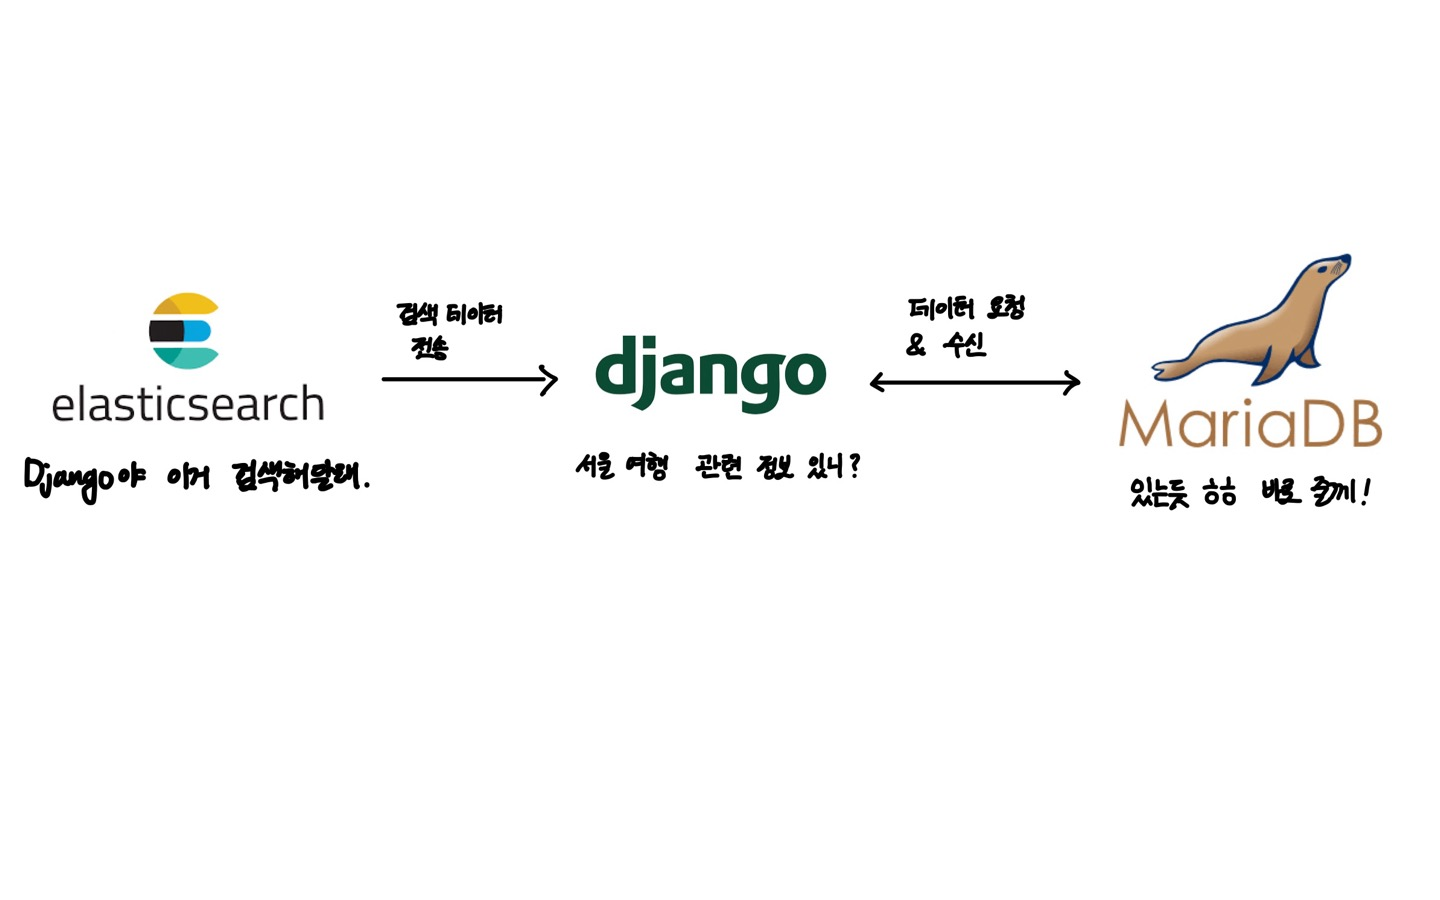 검색 데이터
전송
데이터 요청
& 수신
elasticsearch
django
MariaDB
Django야 이거 검색해달래.
서울 여행 관련 정보 있니?
있는듯 ㅎㅎ 바로 줄께!